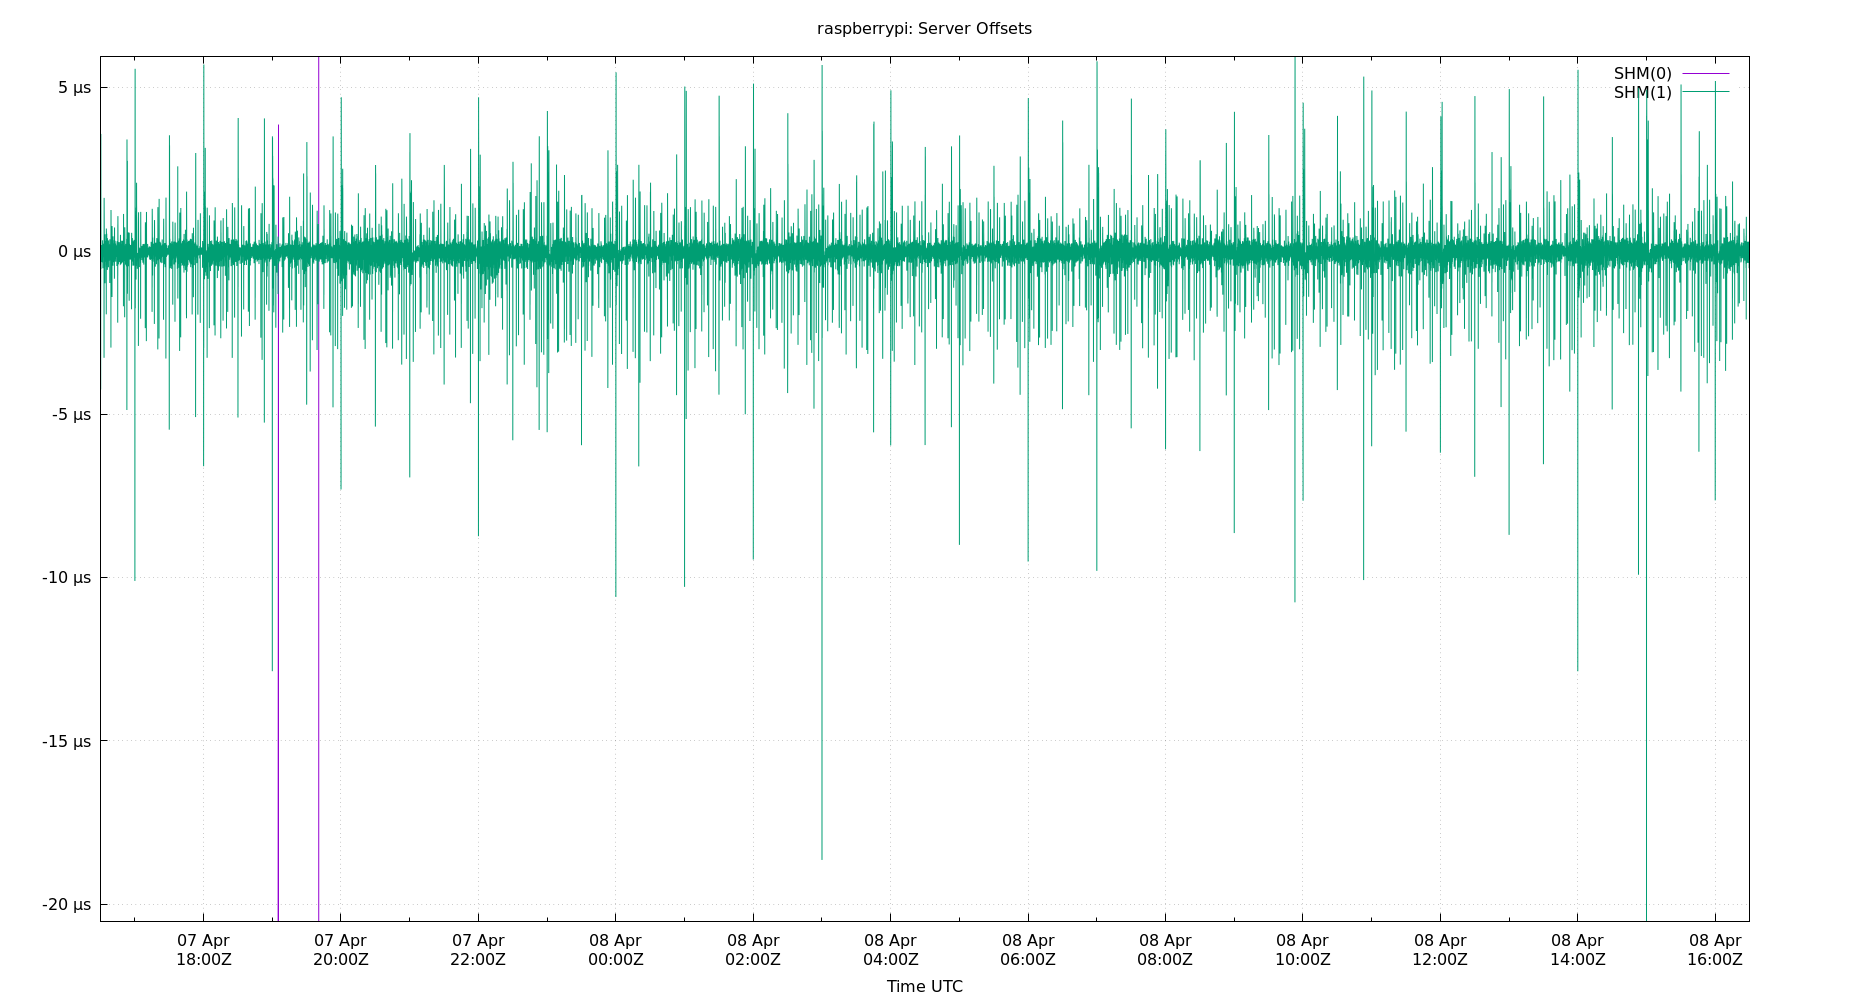 raspberrypi: Server Offsets
SHM(0)
SHM(1)
5 µs
0 µs
-5 µs
-10 µs
-15 µs
-20 µs
07 Apr 07 Apr 07 Apr 08 Apr 08 Apr 08 Apr 08 Apr 08 Apr 08 Apr 08 Apr 08 Apr 08 Apr
18:00Z 20:00Z 22:00Z 00:00Z 02:00Z 04:00Z 06:00Z 08:00Z 10:00Z 12:00Z 14:00Z 16:00Z
Time UTC